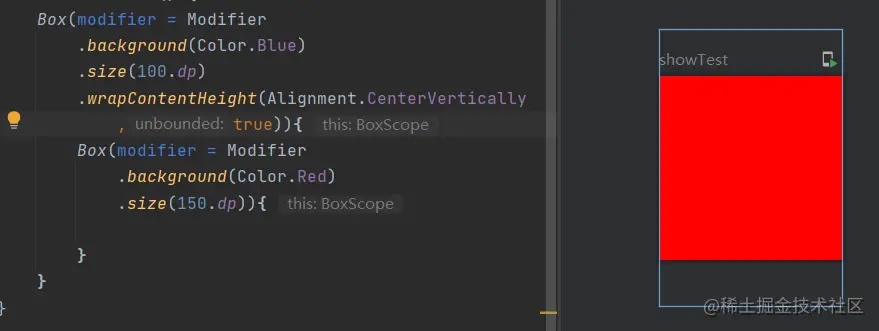 Box(modifier = Modifier
.background(Color.Blue)
.size(100.dp)
.wrapContentHeight(Alignment.CenterVertically
, unbounded: true)){ this: BoxScope
Box(modifier = Modifier
.background(Color.Red)
.size(150.dp)){ this: BoxScope
}
}
}
showTest
@稀土掘金技术社区